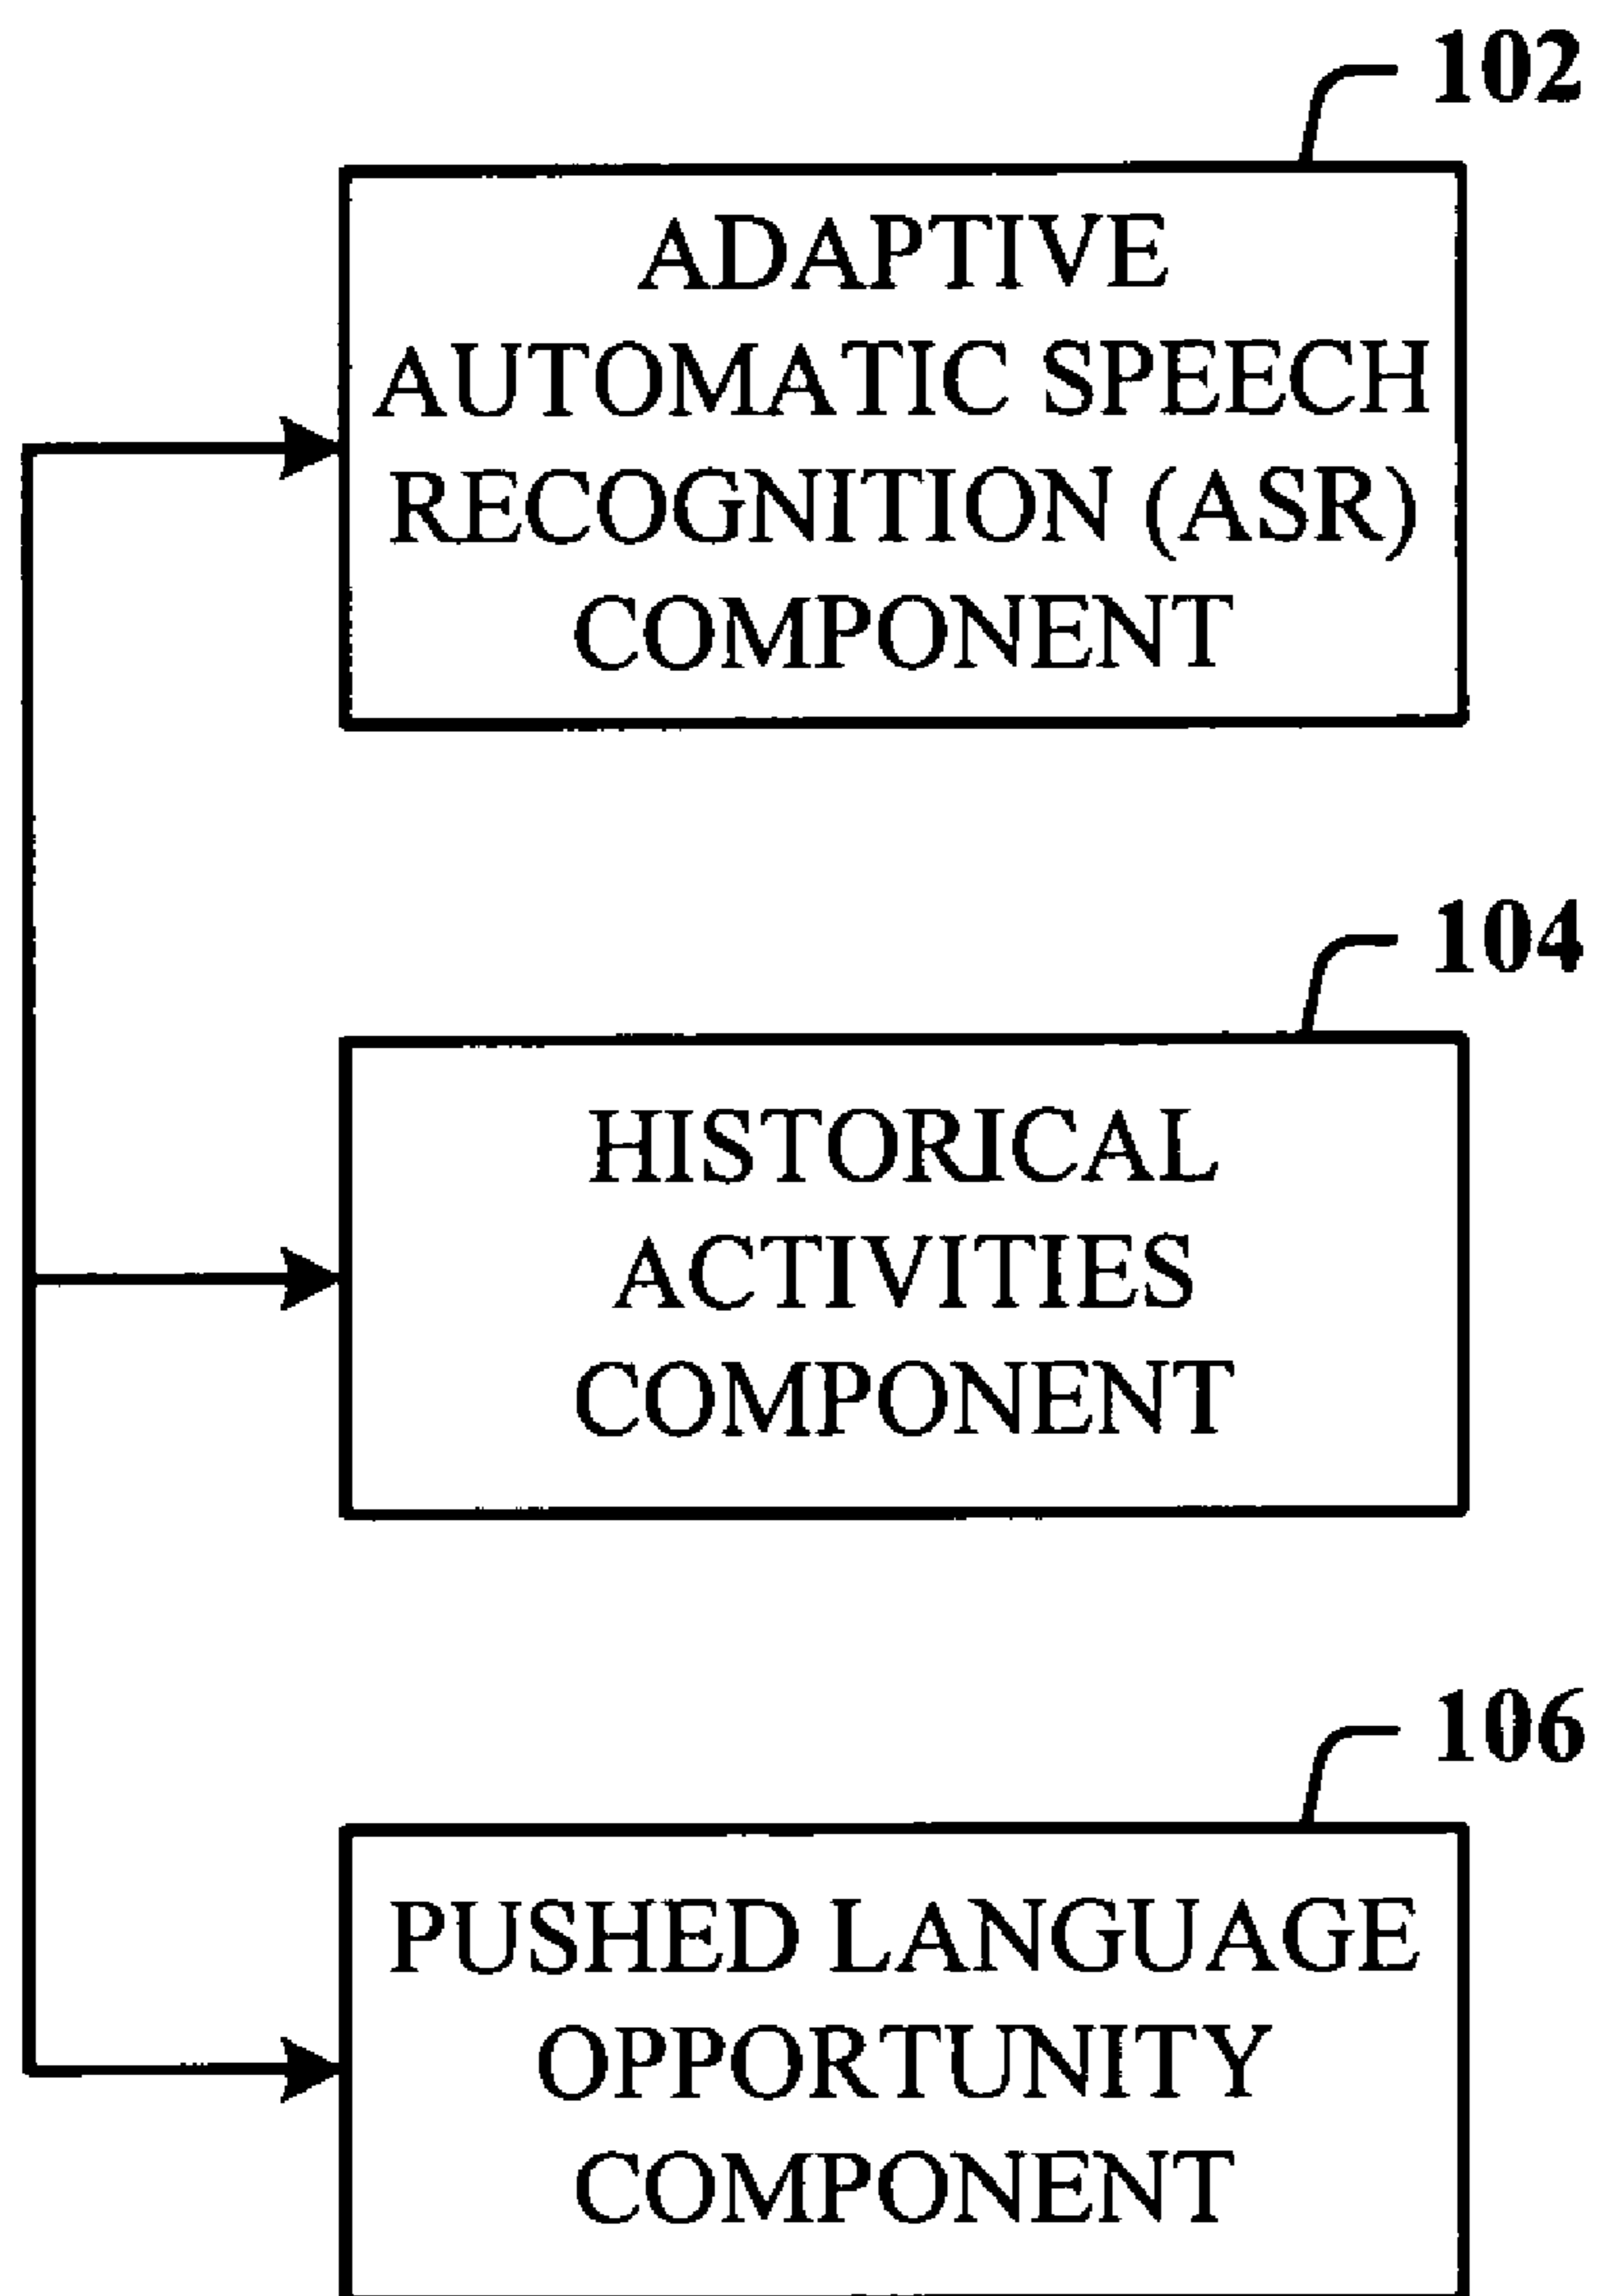 102
ADAPTIVE
AUTOMATIC SPEECH
RECOGNITION (ASR)
COMPONENT
104
HISTORICAL
ACTIVITIES
COMPONENT
106
PUSHED LANGUAGE
OPPORTUNITY
COMPONENT